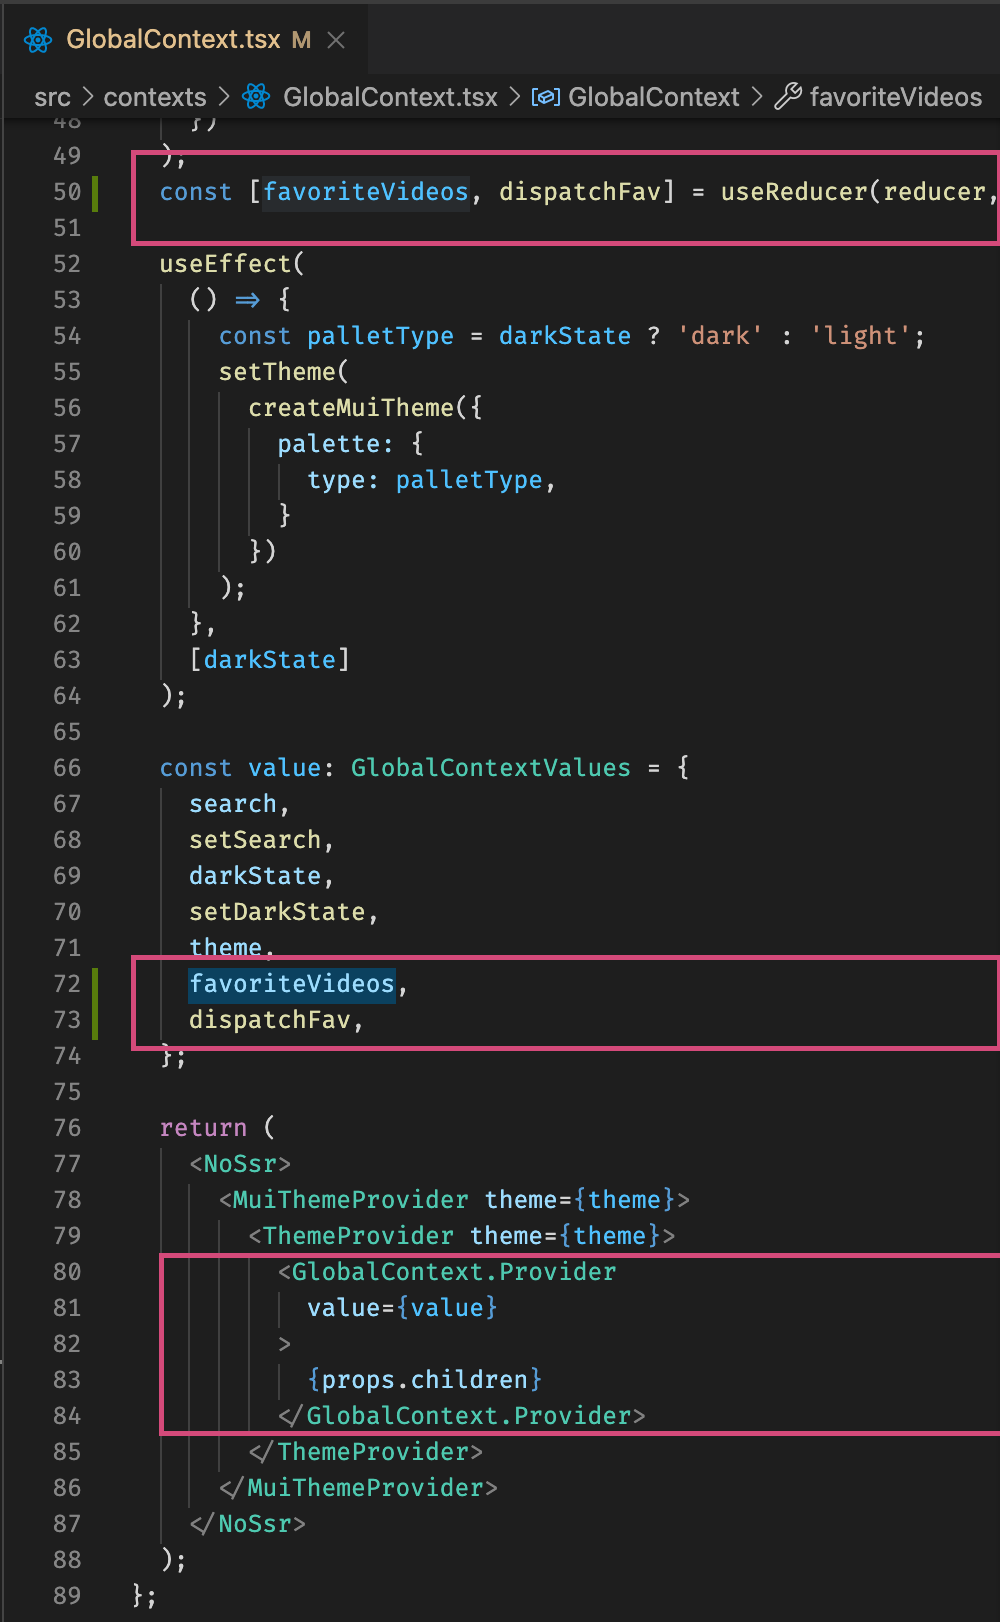 GlobalContext.tsx M
src > contexts > GlobalContext.tsx > GlobalContext > favoriteVideos
48 })
49 );
50 const [favoriteVideos, dispatchFav] = useReducer(reducer,
51
52 useEffect(
53 () => {
54 const palletType = darkState ? 'dark' : 'light';
55 setTheme(
56 createMuiTheme({
57 palette: {
58 type: palletType,
59 }
60 })
61 );
62 },
63 [darkState]
64 );
65
66 const value: GlobalContextValues = {
67 search,
68 setSearch,
69 darkState,
70 setDarkState,
71 theme,
72 favoriteVideos,
73 dispatchFav,
74 };
75
76 return (
77 <NoSsr>
78 <MuiThemeProvider theme={theme}>
79 <ThemeProvider theme={theme}>
80 <GlobalContext.Provider
81 value={value}
82 >
83 {props.children}
84 </GlobalContext.Provider>
85 </ThemeProvider>
86 </MuiThemeProvider>
87 </NoSsr>
88 );
89 };